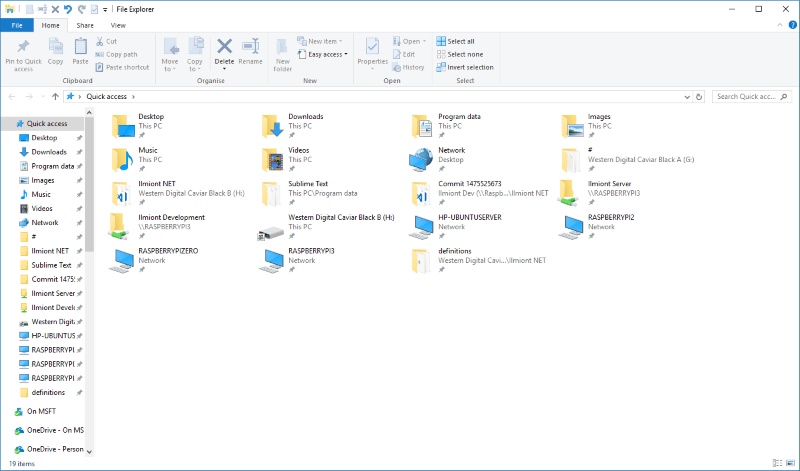 File Explorer
File
Home
Share
View
Pin to Quick access
Copy
Paste
Cut
Copy path
Paste shortcut
Clipboard
Move to
Copy to
Delete
Rename
Organise
New Folder
New item
Easy access
New
Properties
Open
Edit
History
Open
Select all
Select none
Invert selection
Select
Quick access
Search Quick acc...
Quick access
Desktop
Downloads
Program data
Images
Music
Videos
Network
#
Ilmiont NET
Sublime Text
Commit 1475
Ilmiont Server
Ilmiont Devel
Western Digit
HP-UBUNTUS
RASPBERRYPI
RASPBERRYPI
RASPBERRYPI
definitions
On MSFT
OneDrive - On MS
OneDrive - Person
Desktop
This PC
Downloads
This PC
Program data
This PC
Images
This PC
Music
This PC
Videos
This PC
Network
Desktop
#
Western Digital Caviar Black A (G:)
Ilmiont NET
Western Digital Caviar Black B (H:)
Sublime Text
This PC\Program data
Commit 1475525673
Ilmiont Dev (\\Raspb...\Ilmiont NET
Ilmiont Server
\\RASPBERRYPI3
Ilmiont Development
\\RASPBERRYPI3
Western Digital Caviar Black B (H:)
HP-UBUNTUSERVER
Network
RASPBERRYPI2
Network
RASPBERRYPIZERO
Network
RASPBERRYPI3
Network
definitions
Western Digital Cavi...\Ilmiont NET
19 items